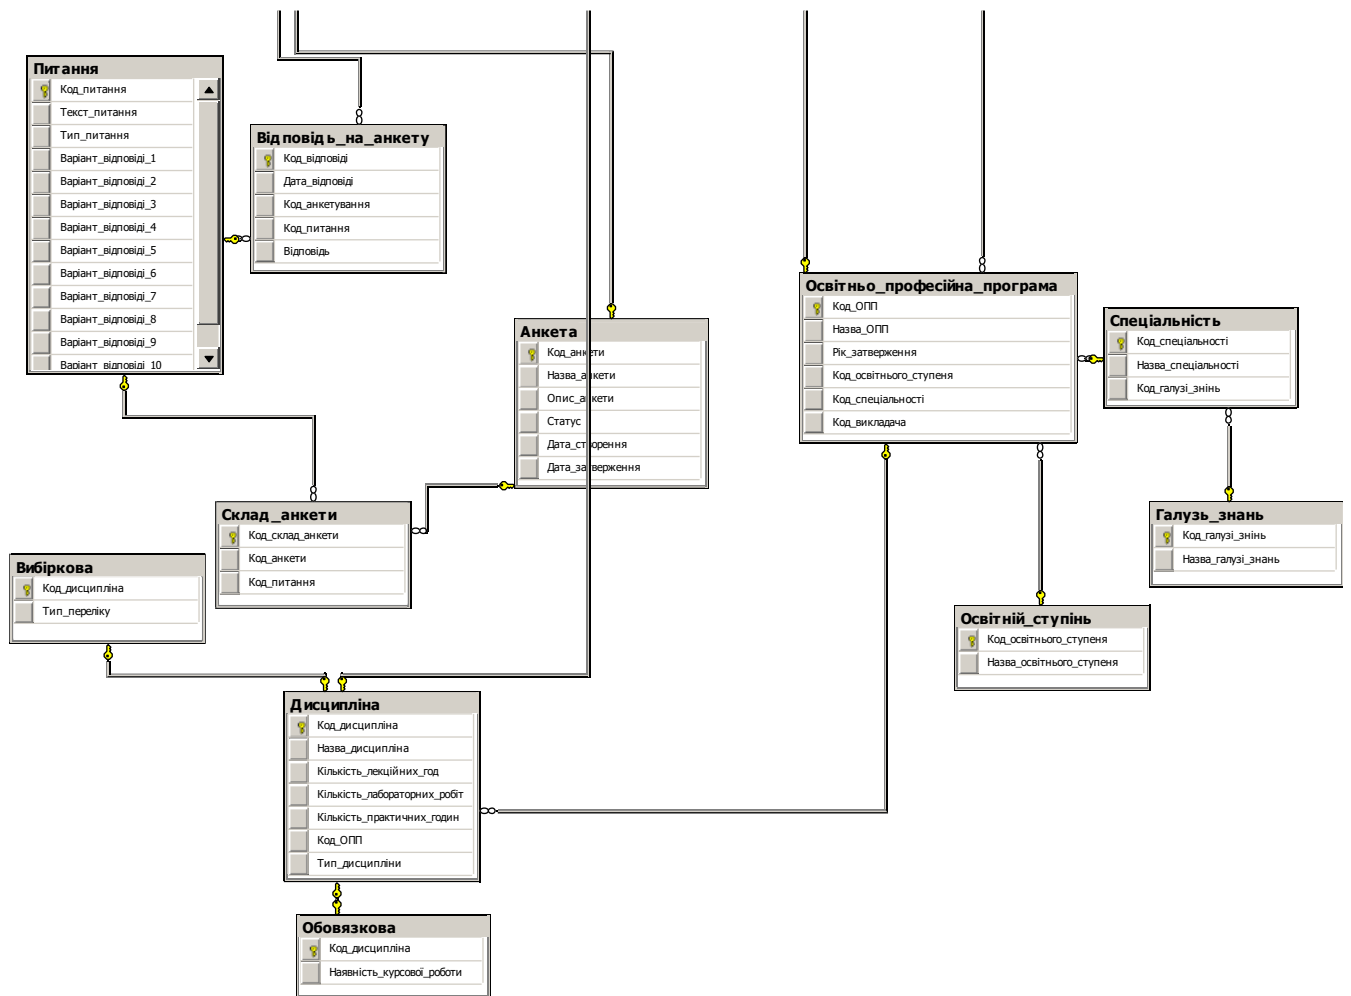 Питання
Код_питання
Текст_питання
Тип_питання
Варіант_відповіді_1
Варіант_відповіді_2
Варіант_відповіді_3
Варіант_відповіді_4
Варіант_відповіді_5
Варіант_відповіді_6
Варіант_відповіді_7
Варіант_відповіді_8
Варіант_відповіді_9
Варіант_відповіді_10
Відповідь_на_анкету
Код_відповіді
Дата_відповіді
Код_анкетування
Код_питання
Відповідь
Анкета
Код_анкети
Назва_анкети
Опис_анкети
Статус
Дата_створення
Дата_затверження
Освітньо_професійна_програма
Код_ОПП
Назва_ОПП
Рік_затверження
Код_освітнього_ступеня
Код_спеціальності
Код_викладача
Спеціальність
Код_спеціальності
Назва_спеціальності
Код_галузі_знінь
Галузь_знань
Код_галузі_знінь
Назва_галузі_знань
Склад_анкети
Код_склад_анкети
Код_анкети
Код_питання
Вибіркова
Код_дисципліна
Тип_переліку
Освітній_ступінь
Код_освітнього_ступеня
Назва_освітнього_ступеня
Дисципліна
Код_дисципліна
Назва_дисципліна
Кількість_лекційних_год
Кількість_лабораторних_робіт
Кількість_практичних_годин
Код_ОПП
Тип_дисципліни
Обовязкова
Код_дисципліна
Наявність_курсової_роботи